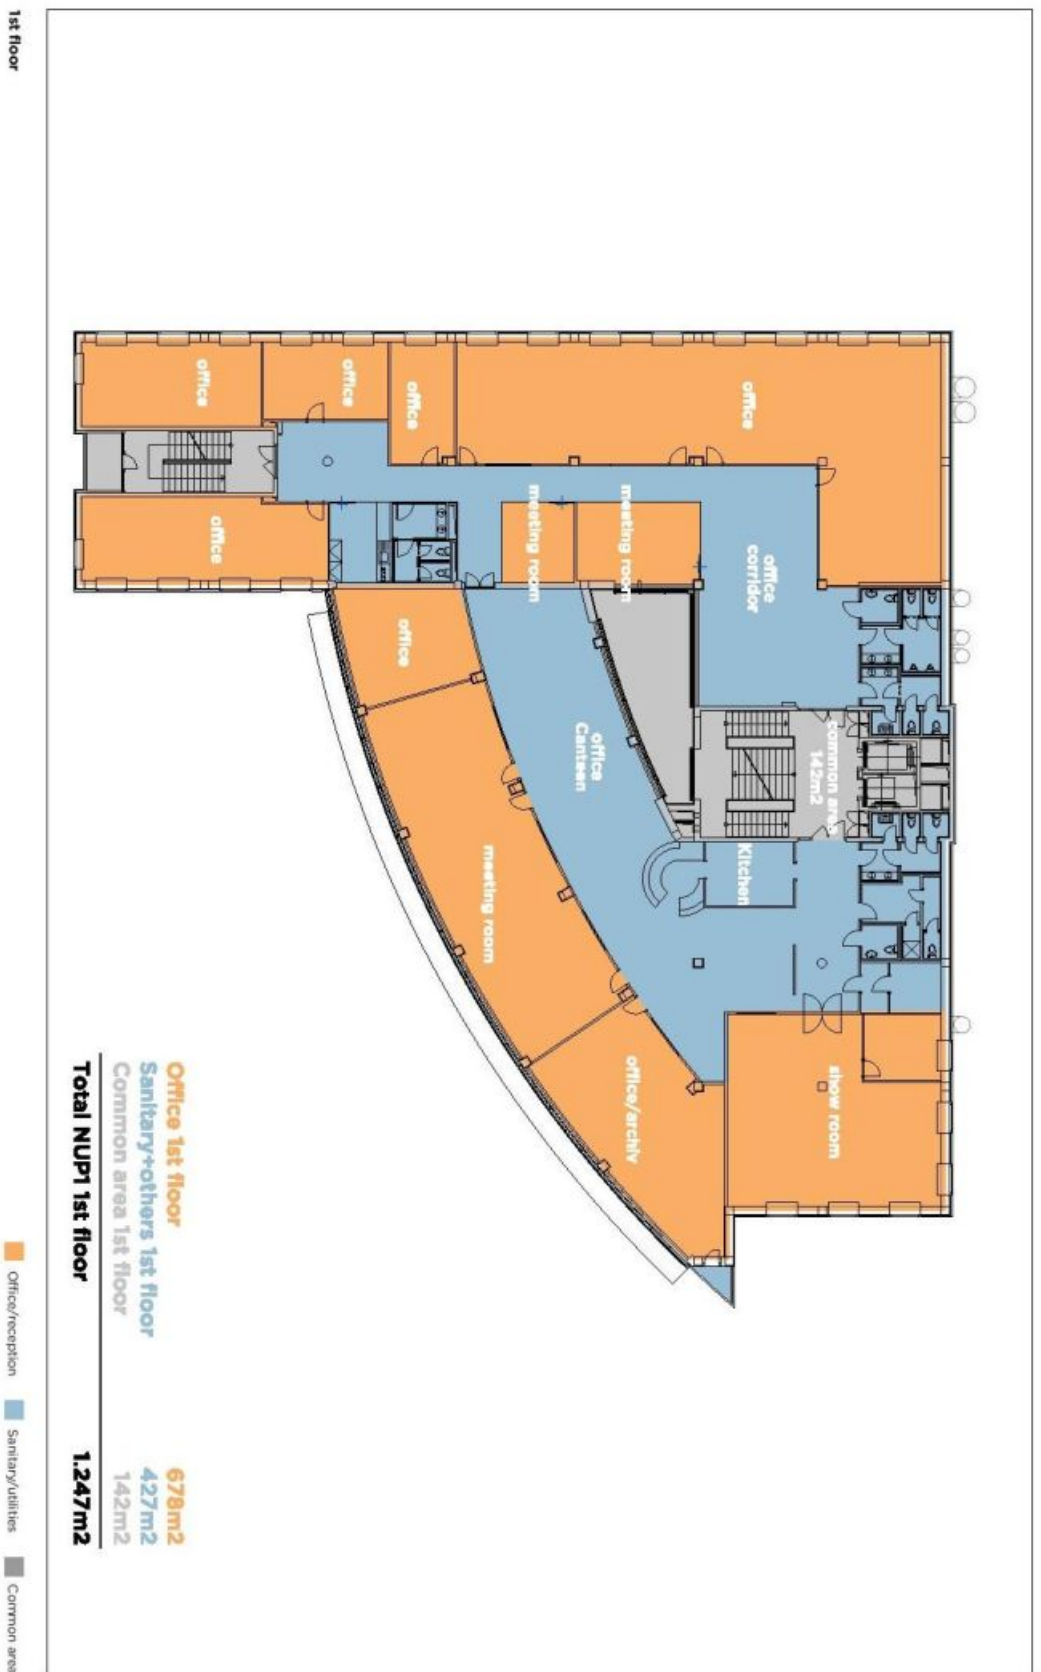 1st floor
office
office
office
office
office
meeting room
meeting room
office
corridor
office
office
Canteen
common area
142m2
Kitchen
meeting room
office/archiv
show room
Office 1st floor 678m2
Sanitary+others 1st floor 427m2
Common area 1st floor 142m2
Total NUP1 1st floor 1.247m2
Office/reception
Sanitary/utilities
Common area